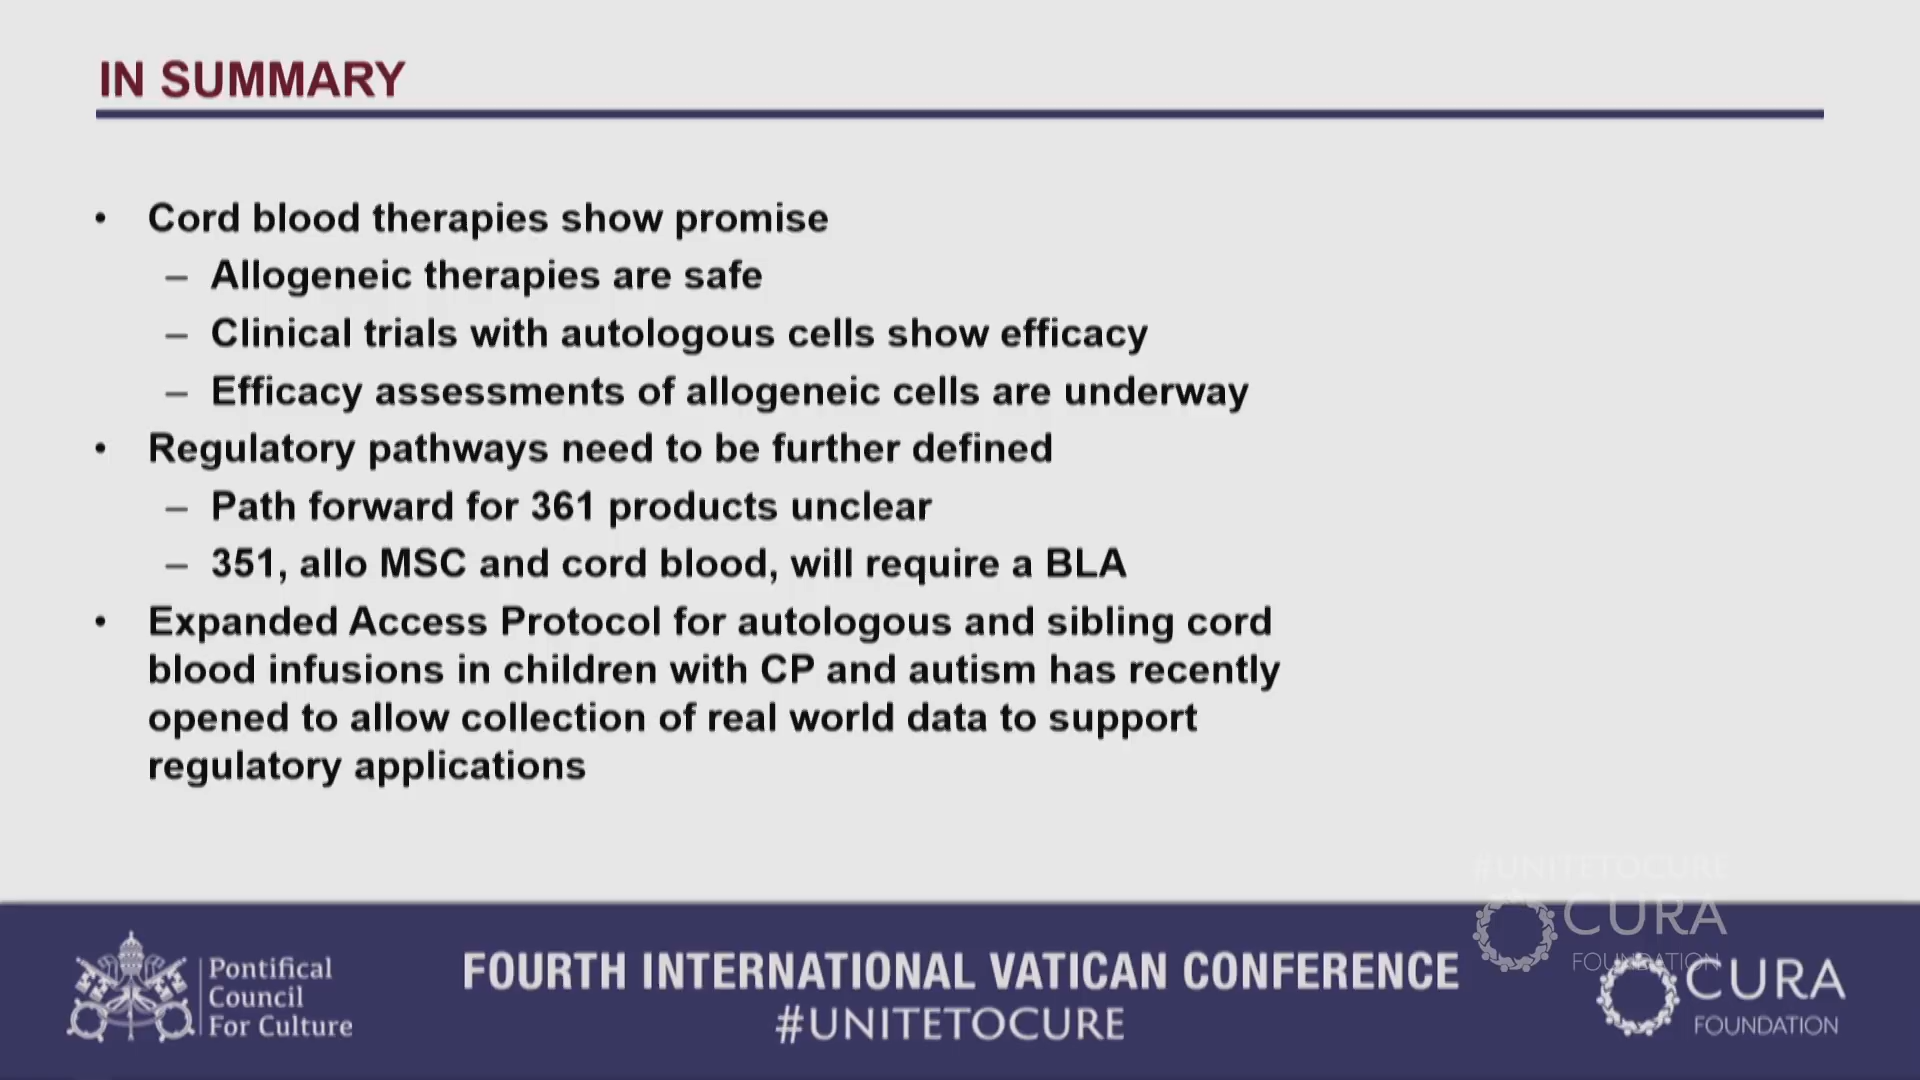 IN SUMMARY
• Cord blood therapies show promise
– Allogeneic therapies are safe
– Clinical trials with autologous cells show efficacy
– Efficacy assessments of allogeneic cells are underway
• Regulatory pathways need to be further defined
– Path forward for 361 products unclear
– 351, allo MSC and cord blood, will require a BLA
• Expanded Access Protocol for autologous and sibling cord
blood infusions in children with CP and autism has recently
opened to allow collection of real world data to support
regulatory applications
#UNITETOCURE
CURA
FOUNDATION
Pontifical
Council
For Culture
FOURTH INTERNATIONAL VATICAN CONFERENCE
#UNITETOCURE
CURA
FOUNDATION